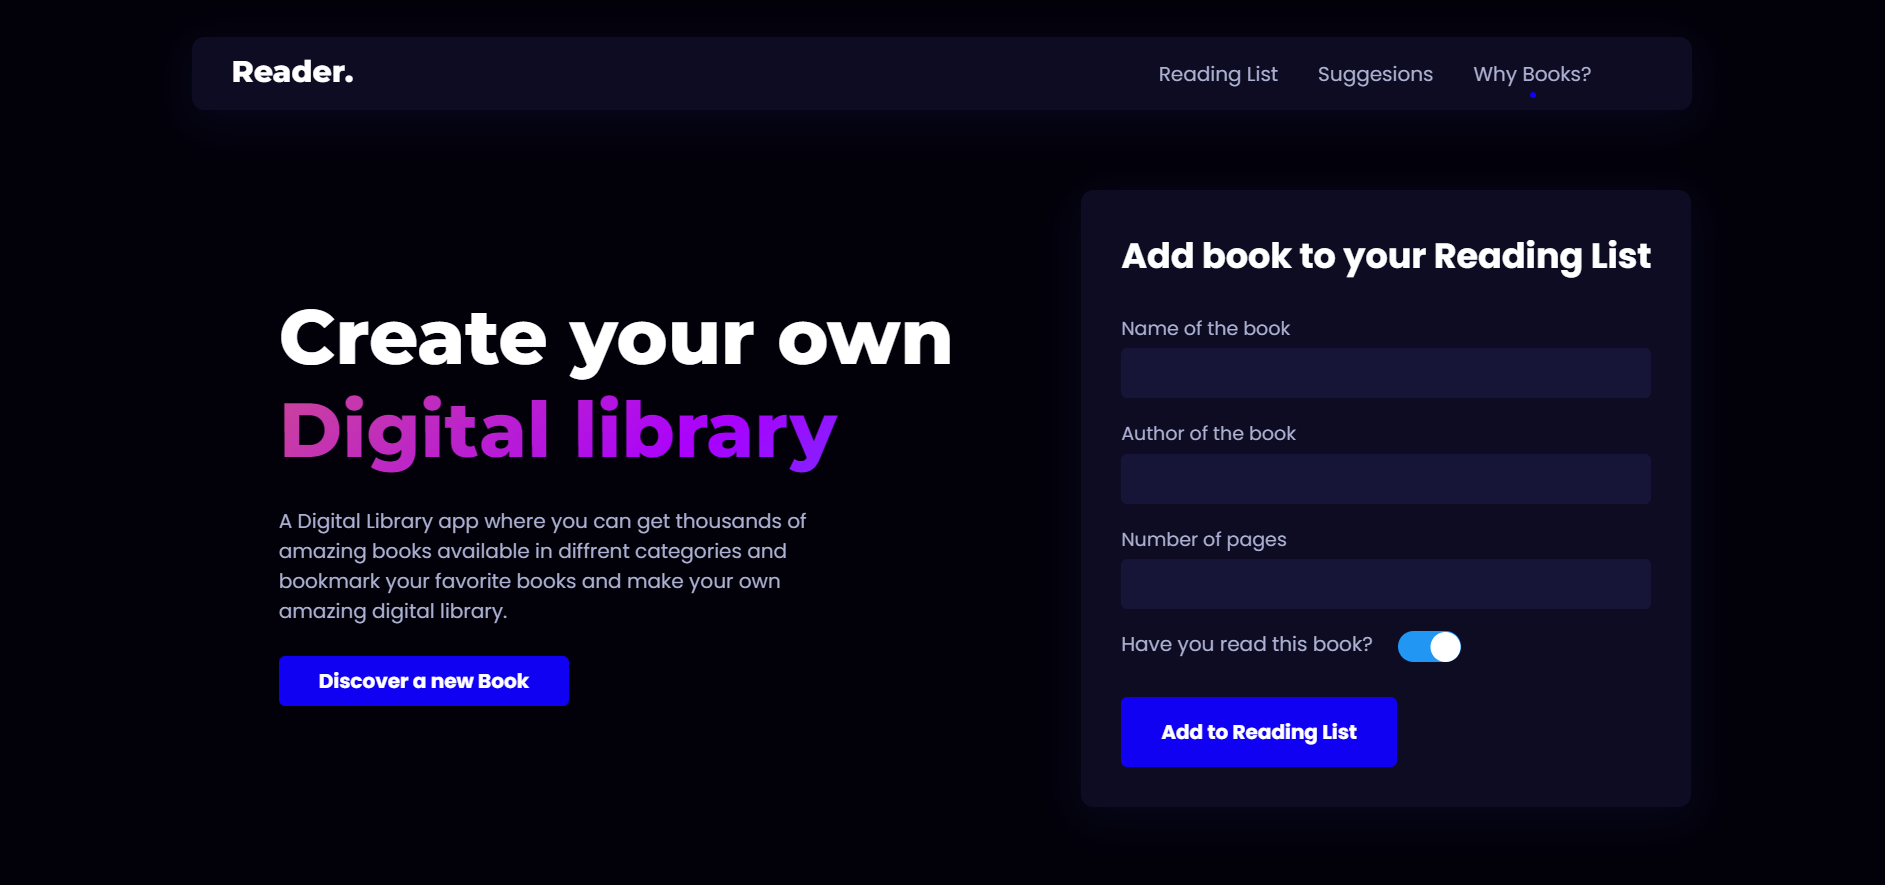 Reader.
Reading List
Suggesions
Why Books?
Create your own
Digital library
A Digital Library app where you can get thousands of
amazing books available in diffrent categories and
bookmark your favorite books and make your own
amazing digital library.
Discover a new Book
Add book to your Reading List
Name of the book
Author of the book
Number of pages
Have you read this book?
Add to Reading List